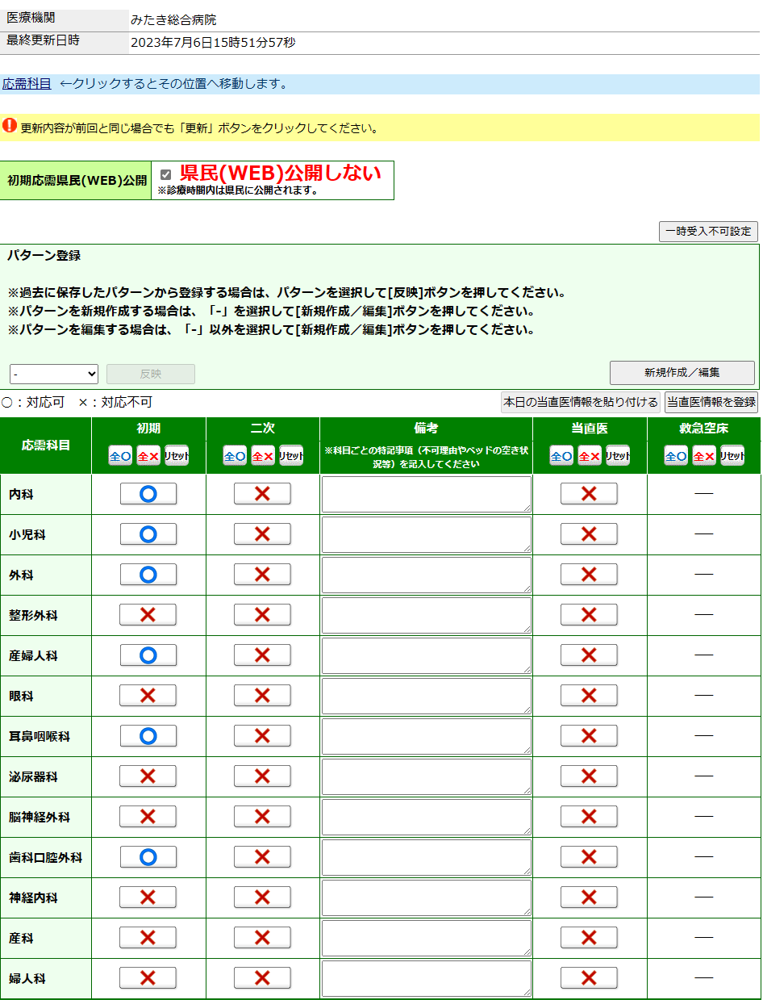 医療機関 みたき総合病院
最終更新日時 2023年7月6日15時51分57秒
応需科目 ←クリックするとその位置へ移動します。
更新内容が前回と同じ場合でも「更新」ボタンをクリックしてください。
初期応需県民(WEB)公開 県民(WEB)公開しない
※診療時間内は県民に公開されます。
一時受入不可設定
パターン登録
※過去に保存したパターンから登録する場合は、パターンを選択して[反映]ボタンを押してください。
※パターンを新規作成する場合は、「-」を選択して[新規作成／編集]ボタンを押してください。
※パターンを編集する場合は、「-」以外を選択して[新規作成／編集]ボタンを押してください。
- 反映 新規作成／編集
○：対応可 ×：対応不可 本日の当直医情報を貼り付ける 当直医情報を登録
応需科目 初期 二次 備考 当直医 救急空床
全○ 全× リセット 全○ 全× リセット ※科目ごとの特記事項（不可理由やベッドの空き状況等）を記入してください 全○ 全× リセット 全○ 全× リセット
内科 ○ × × ―
小児科 ○ × × ―
外科 ○ × × ―
整形外科 × × × ―
産婦人科 ○ × × ―
眼科 × × × ―
耳鼻咽喉科 ○ × × ―
泌尿器科 × × × ―
脳神経外科 × × × ―
歯科口腔外科 ○ × × ―
神経内科 × × × ―
産科 × × × ―
婦人科 × × × ―